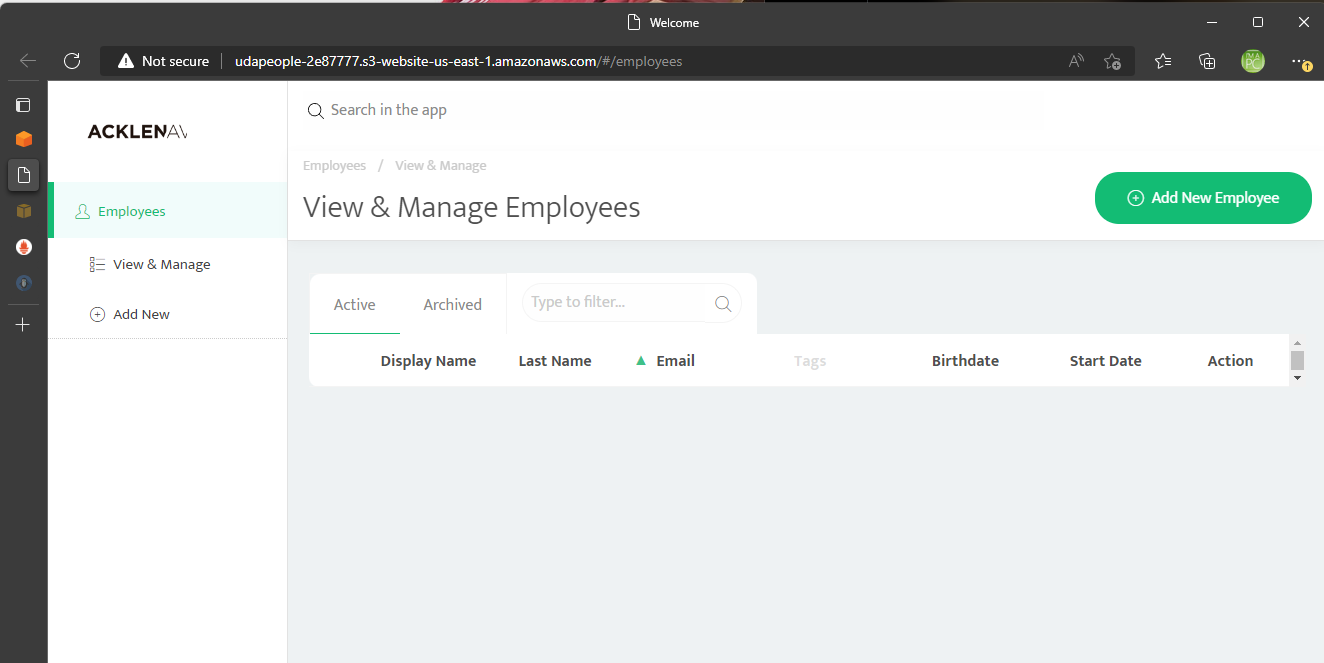 Welcome
Not secure udapeople-2e87777.s3-website-us-east-1.amazonaws.com/#/employees
ACKLENAV
Search in the app
Employees / View & Manage
View & Manage Employees
Add New Employee
Employees
View & Manage
Add New
Active Archived Type to filter...
Display Name Last Name ▲ Email Tags Birthdate Start Date Action